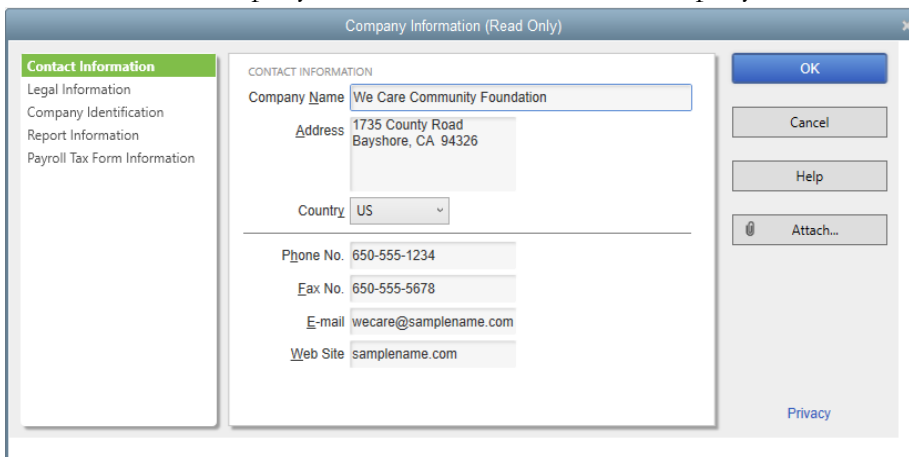 Company Information (Read Only)
Contact Information
Legal Information
Company Identification
Report Information
Payroll Tax Form Information
CONTACT INFORMATION
Company Name We Care Community Foundation
Address 1735 County Road
Bayshore, CA 94326
Country US
Phone No. 650-555-1234
Fax No. 650-555-5678
E-mail wecare@samplename.com
Web Site samplename.com
OK
Cancel
Help
Attach...
Privacy